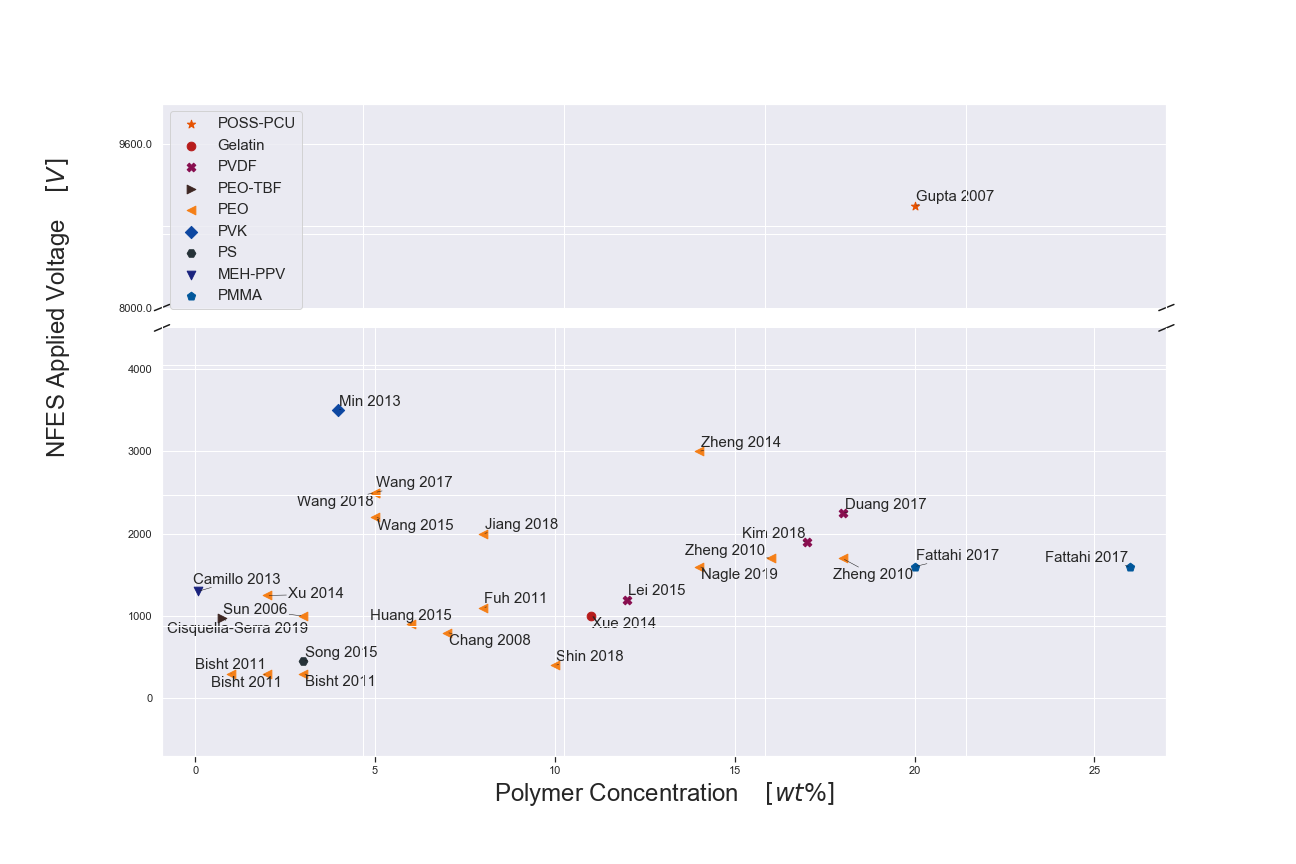 POSS-PCU
Gelatin
PVDF
PEO-TBF
PEO
PVK
PS
MEH-PPV
PMMA
9600.0
8000.0
4000
3000
2000
1000
0
NFES Applied Voltage [V]
Gupta 2007
Min 2013
Zheng 2014
Wang 2017
Wang 2018
Duang 2017
Wang 2015
Jiang 2018
Kim 2018
Zheng 2010
Fattahi 2017
Fattahi 2017
Nagle 2019
Zheng 2010
Camillo 2013
Xu 2014
Lei 2015
Fuh 2011
Sun 2006
Huang 2015
Xue 2014
Cisquella-Serra 2019
Chang 2008
Song 2015
Shin 2018
Bisht 2011
Bisht 2011
Bisht 2011
0 5 10 15 20 25
Polymer Concentration [wt%]